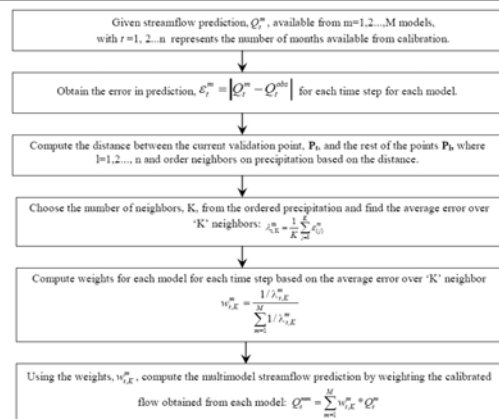 Given streamflow prediction, Q_t^m, available from m=1,2...,M models,
with t =1, 2...n represents the number of months available from calibration.
Obtain the error in prediction, ε_t^m = |Q_t^m − Q_t^obs| for each time step for each model.
Compute the distance between the current validation point, P_t, and the rest of the points P_l, where
l=1,2..., n and order neighbors on precipitation based on the distance.
Choose the number of neighbors, K, from the ordered precipitation and find the average error over
'K' neighbors: λ_{t,K}^m = 1/K ∑_{j=1}^K ε_{(j)}^m
Compute weights for each model for each time step based on the average error over 'K' neighbor
w_{t,K}^m = (1/λ_{t,K}^m) / (∑_{m=1}^M 1/λ_{t,K}^m)
Using the weights, w_{t,K}^m, compute the multimodel streamflow prediction by weighting the calibrated
flow obtained from each model: Q_t^mm = ∑_{m=1}^M w_{t,K}^m * Q_t^m